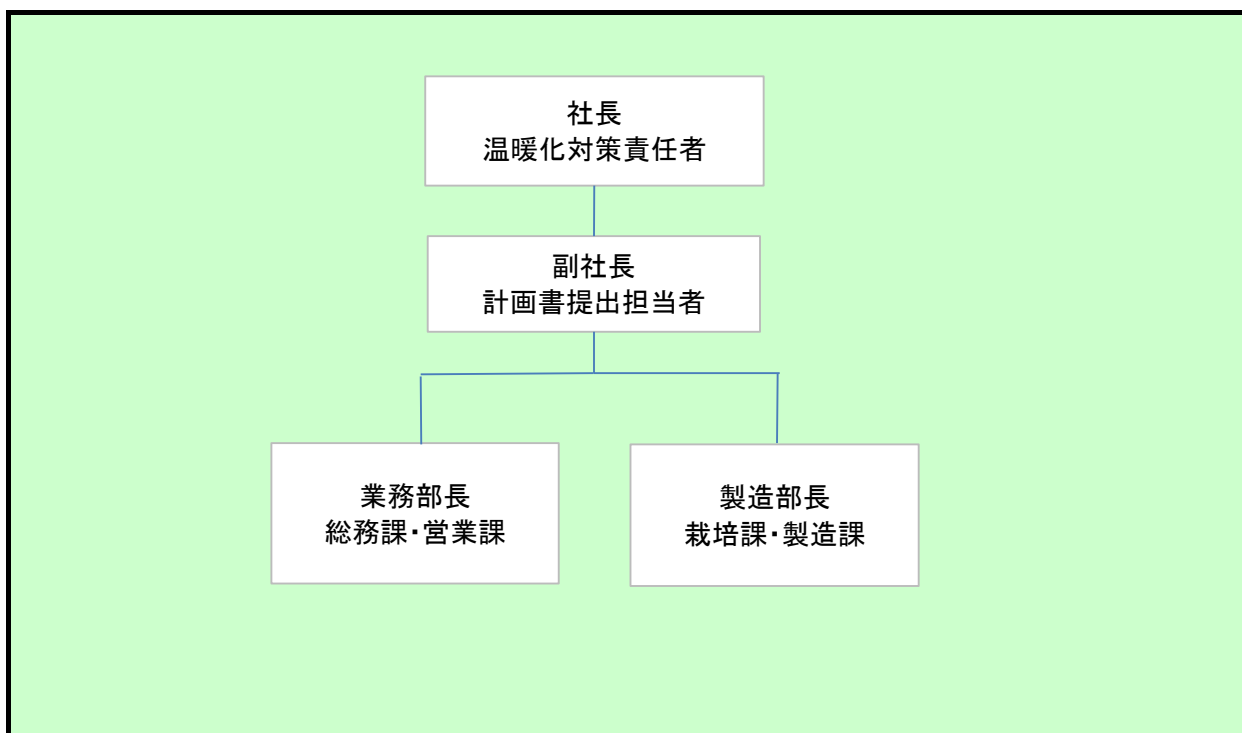 社長
温暖化対策責任者
副社長
計画書提出担当者
業務部長
総務課・営業課
製造部長
栽培課・製造課